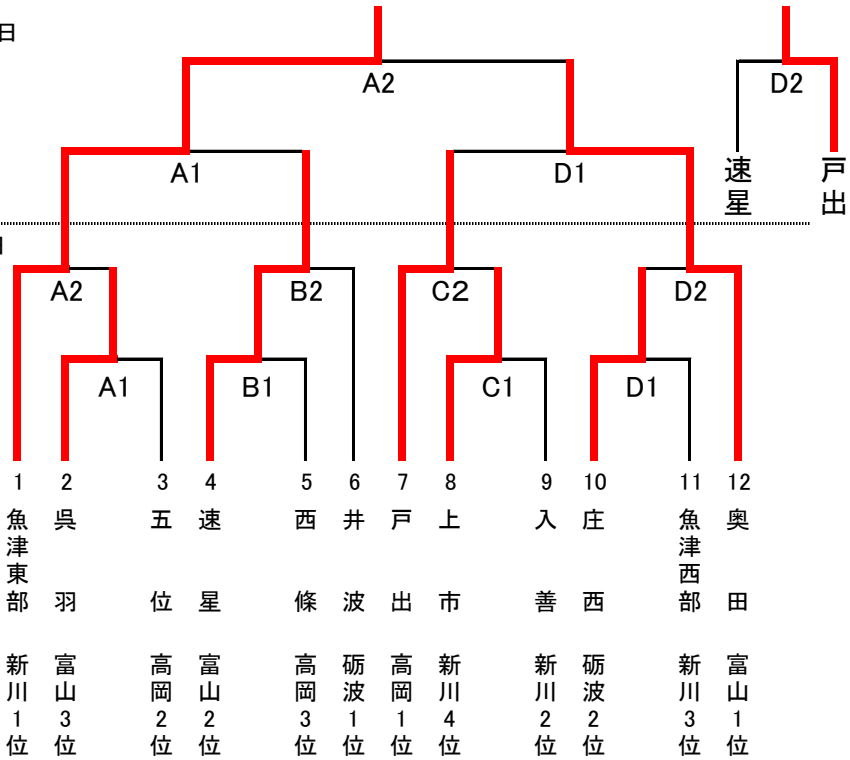 日
A2
D2
A1
D1
速星
戸出
日
A2
B2
C2
D2
A1
B1
C1
D1
1 2 3 4 5 6 7 8 9 10 11 12
魚津東部 新川1位
呉羽 富山3位
五位 高岡2位
速星 富山2位
西條 高岡3位
井波 砺波1位
戸出 高岡1位
上市 新川4位
入善 新川2位
庄西 砺波2位
魚津西部 新川3位
奥田 富山1位